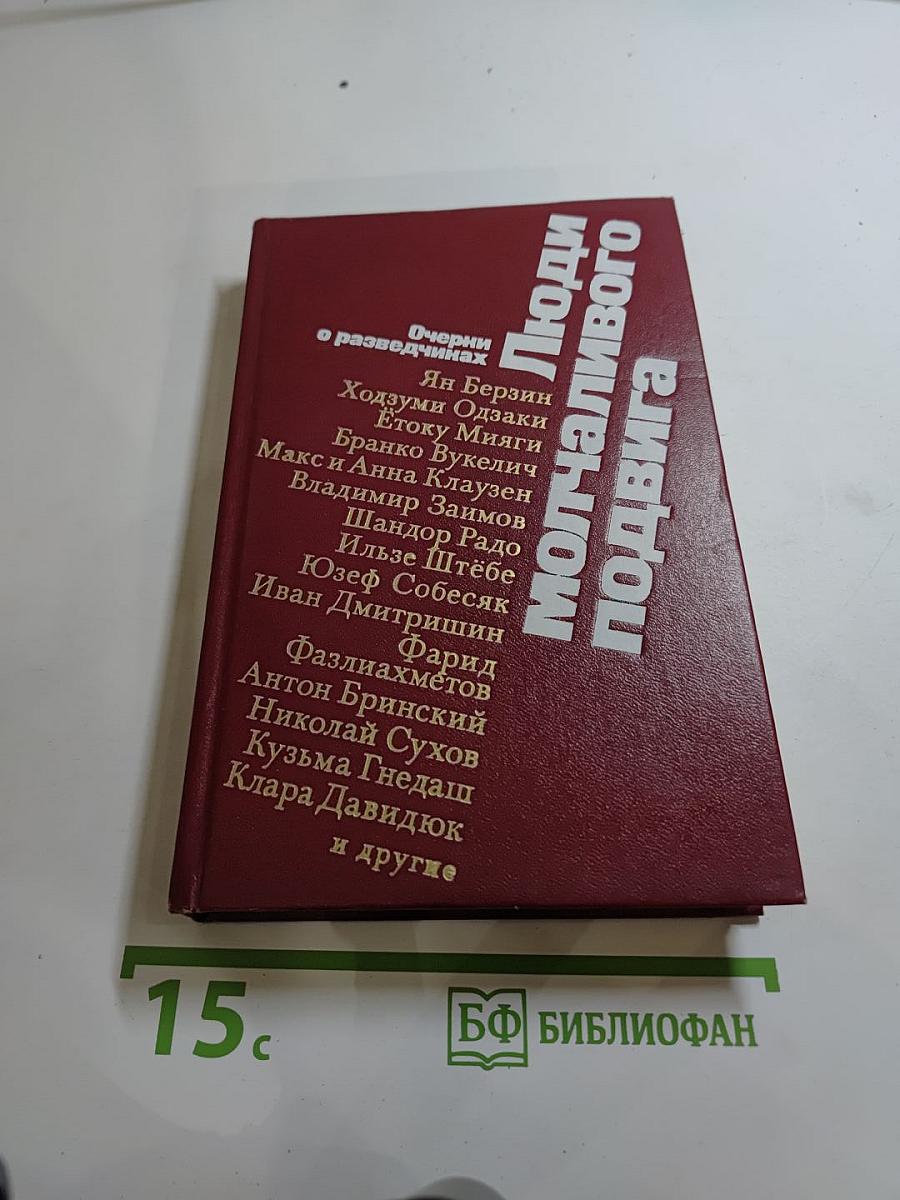 Люди
молчаливого
подвига
Очерки
о разведчиках
Ян Берзин
Ходзуми Одзаки
Ётоку Мияги
Бранко Вукелич
Макс и Анна Клаузен
Владимир Заимов
Шандор Радо
Ильзе Штёбе
Юзеф Собесяк
Иван Дмитришин
Фарид
Фазлиахметов
Антон Бринский
Николай Сухов
Кузьма Гнедаш
Клара Давидюк
и другие
15 с
БФ БИБЛИОФАН